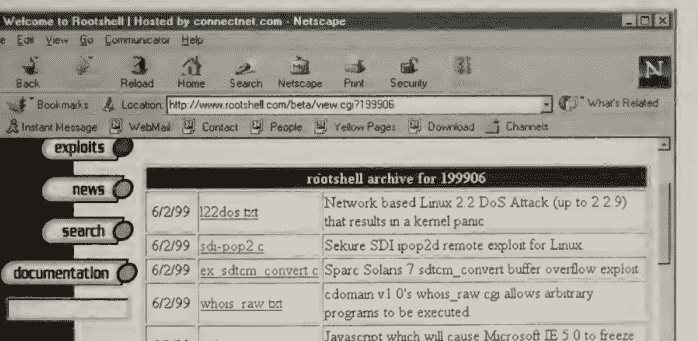 Welcome to Rootshell | Hosted by connectnet.com - Netscape
e Edit View Go Communicator Help
Back Reload Home Search Netscape Print Security
Bookmarks Location: http://www.rootshell.com/beta/view.cgi?199906 What's Related
Instant Message WebMail Contact People Yellow Pages Download Channels
exploits
news
search
documentation
rootshell archive for 199906
6/2/99 l22dos txt Network based Linux 2.2 DoS Attack (up to 2 2.9)
that results in a kernel panic
6/2/99 sdi-pop2 c Sekure SDI ipop2d remote exploit for Linux
6/2/99 ex_sdtcm_convert c Sparc Solaris 7 sdtcm_convert buffer overflow exploit
6/2/99 whois_raw txt cdomain v1 0's whois_raw cgi allows arbitrary
programs to be executed
Javascript which will cause Microsoft IE 5 0 to freeze